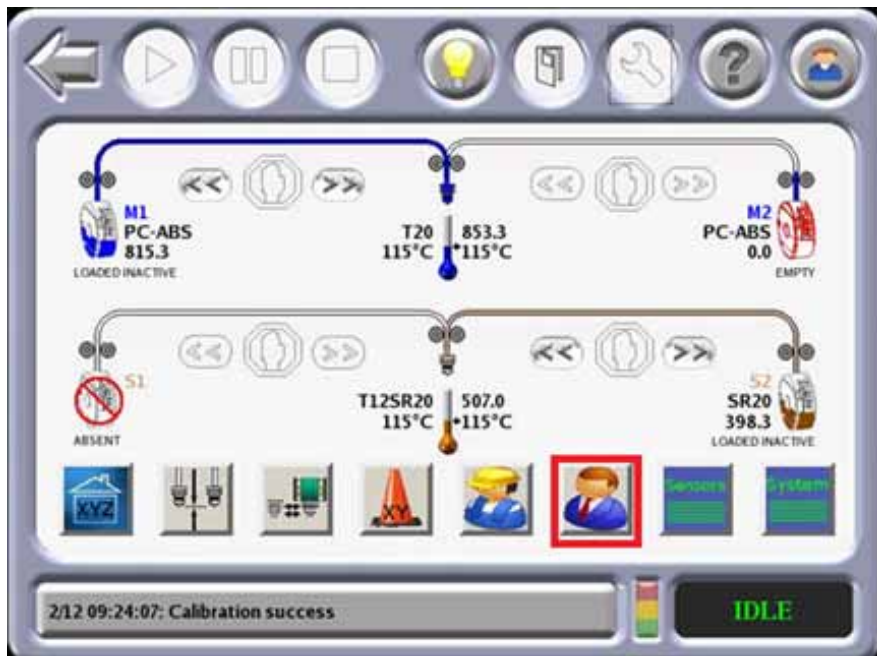 ?
<< >> << >>
M1
PC-ABS
815.3
LOADED INACTIVE
T20 853.3
115°C 115°C
M2
PC-ABS
0.0
EMPTY
<< >> << >>
S1
ABSENT
T12SR20 507.0
115°C 115°C
S2
SR20
398.3
LOADED INACTIVE
XYZ XY Sensors System
2/12 09:24:07: Calibration success
IDLE